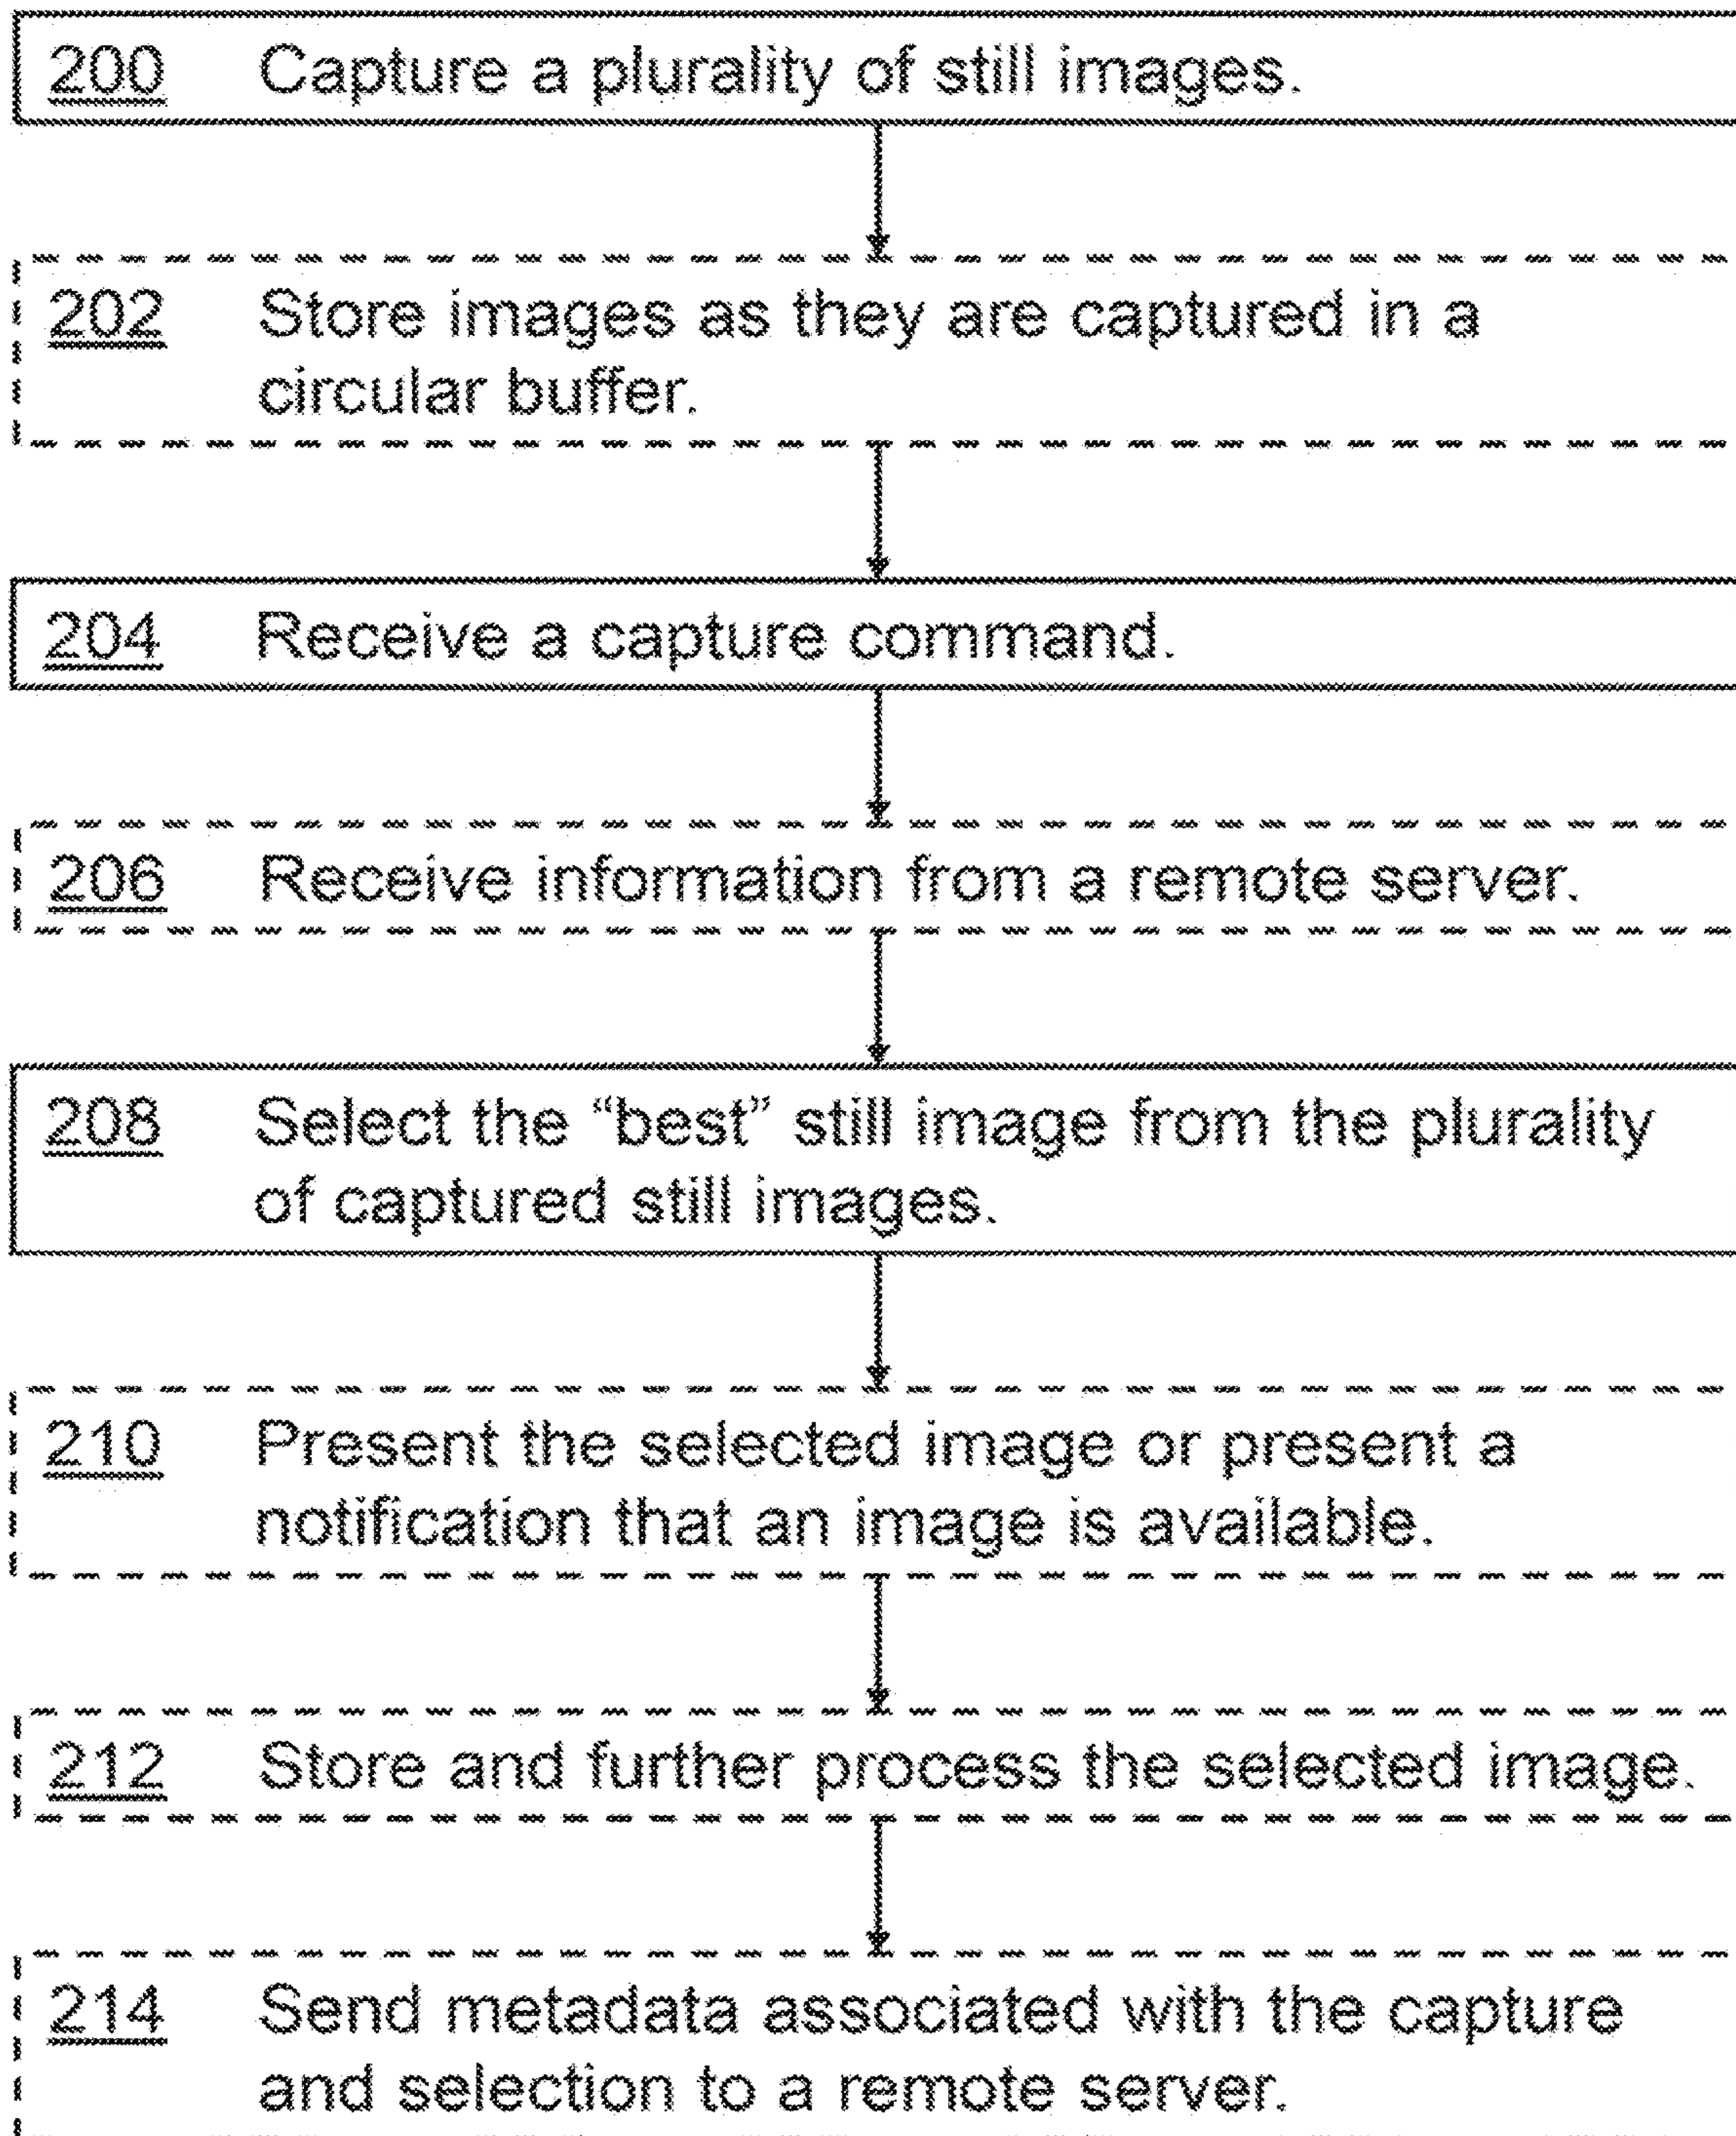 200 Capture a plurality of still images.
202 Store images as they are captured in a
circular buffer.
204 Receive a capture command.
206 Receive information from a remote server.
208 Select the “best” still image from the plurality
of captured still images.
210 Present the selected image or present a
notification that an image is available.
212 Store and further process the selected image.
214 Send metadata associated with the capture
and selection to a remote server.